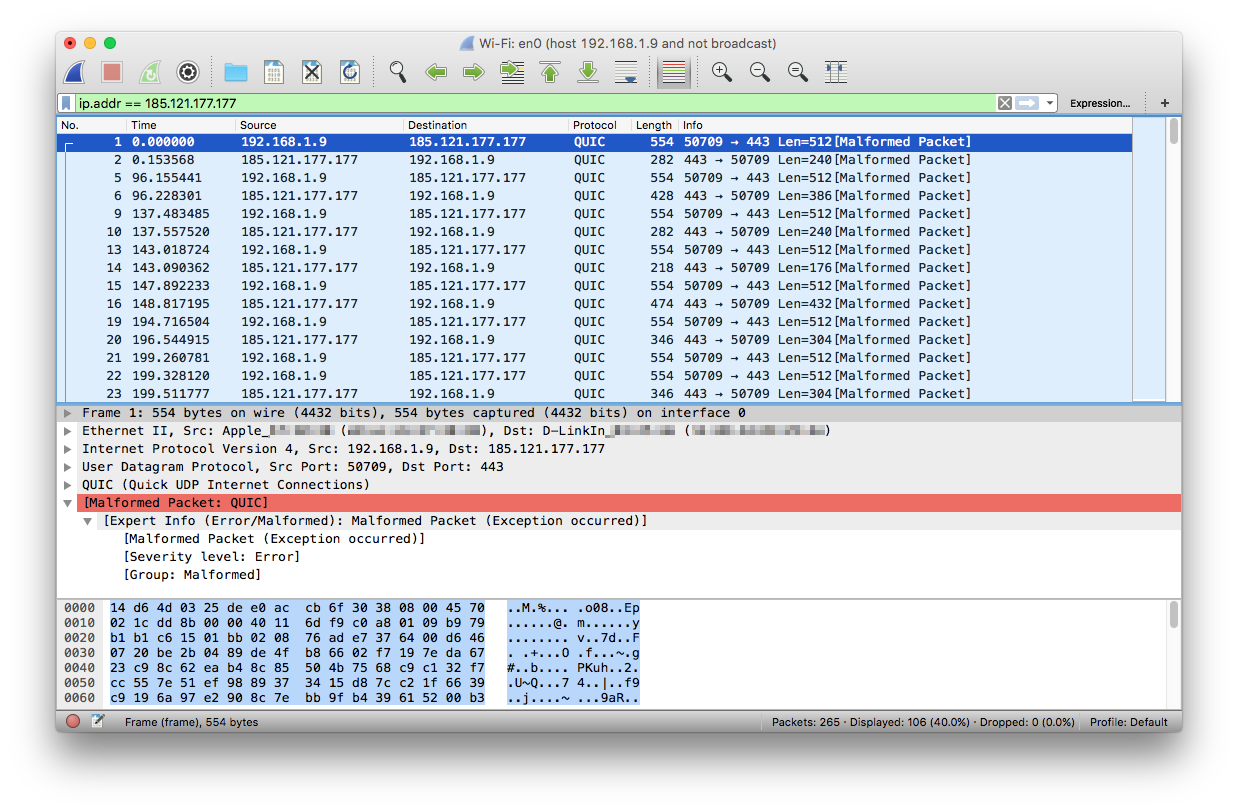 Wi-Fi: en0 (host 192.168.1.9 and not broadcast)
ip.addr == 185.121.177.177 Expression... +
No. Time Source Destination Protocol Length Info
1 0.000000 192.168.1.9 185.121.177.177 QUIC 554 50709 → 443 Len=512[Malformed Packet]
2 0.153568 185.121.177.177 192.168.1.9 QUIC 282 443 → 50709 Len=240[Malformed Packet]
5 96.155441 192.168.1.9 185.121.177.177 QUIC 554 50709 → 443 Len=512[Malformed Packet]
6 96.228301 185.121.177.177 192.168.1.9 QUIC 428 443 → 50709 Len=386[Malformed Packet]
9 137.483485 192.168.1.9 185.121.177.177 QUIC 554 50709 → 443 Len=512[Malformed Packet]
10 137.557520 185.121.177.177 192.168.1.9 QUIC 282 443 → 50709 Len=240[Malformed Packet]
13 143.018724 192.168.1.9 185.121.177.177 QUIC 554 50709 → 443 Len=512[Malformed Packet]
14 143.090362 185.121.177.177 192.168.1.9 QUIC 218 443 → 50709 Len=176[Malformed Packet]
15 147.892233 192.168.1.9 185.121.177.177 QUIC 554 50709 → 443 Len=512[Malformed Packet]
16 148.817195 185.121.177.177 192.168.1.9 QUIC 474 443 → 50709 Len=432[Malformed Packet]
19 194.716504 192.168.1.9 185.121.177.177 QUIC 554 50709 → 443 Len=512[Malformed Packet]
20 196.544915 185.121.177.177 192.168.1.9 QUIC 346 443 → 50709 Len=304[Malformed Packet]
21 199.260781 192.168.1.9 185.121.177.177 QUIC 554 50709 → 443 Len=512[Malformed Packet]
22 199.328120 192.168.1.9 185.121.177.177 QUIC 554 50709 → 443 Len=512[Malformed Packet]
23 199.511777 185.121.177.177 192.168.1.9 QUIC 346 443 → 50709 Len=304[Malformed Packet]
Frame 1: 554 bytes on wire (4432 bits), 554 bytes captured (4432 bits) on interface 0
Ethernet II, Src: Apple_ ( ), Dst: D-LinkIn_ ( )
Internet Protocol Version 4, Src: 192.168.1.9, Dst: 185.121.177.177
User Datagram Protocol, Src Port: 50709, Dst Port: 443
QUIC (Quick UDP Internet Connections)
[Malformed Packet: QUIC]
[Expert Info (Error/Malformed): Malformed Packet (Exception occurred)]
[Malformed Packet (Exception occurred)]
[Severity level: Error]
[Group: Malformed]
0000 14 d6 4d 03 25 de e0 ac cb 6f 30 38 08 00 45 70 ..M.%... .o08..Ep
0010 02 1c dd 8b 00 00 40 11 6d f9 c0 a8 01 09 b9 79 ......@. m......y
0020 b1 b1 c6 15 01 bb 02 08 76 ad e7 37 64 00 d6 46 ........ v..7d..F
0030 07 20 be 2b 04 89 de 4f b8 66 02 f7 19 7e da 67 . .+...O .f...~.g
0040 23 c9 8c 62 ea b4 8c 85 50 4b 75 68 c9 c1 32 f7 #..b.... PKuh..2.
0050 cc 55 7e 51 ef 98 89 37 34 15 d8 7c c2 1f 66 39 .U~Q...7 4..|..f9
0060 c9 19 6a 97 e2 90 8c 7e bb 9f b4 39 61 52 00 b3 ..j....~ ...9aR..
Frame (frame), 554 bytes Packets: 265 · Displayed: 106 (40.0%) · Dropped: 0 (0.0%) Profile: Default